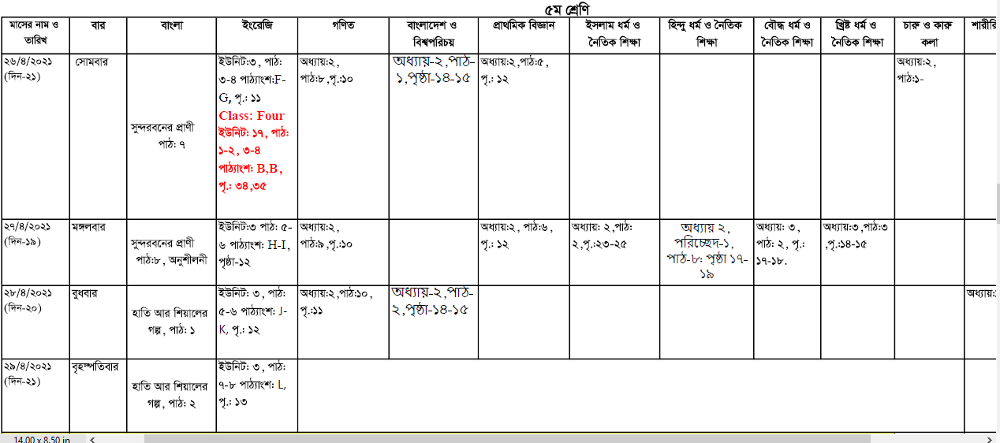 ৫ম শ্রেণি
মাসের নাম ও তারিখ
বার
বাংলা
ইংরেজি
গণিত
বাংলাদেশ ও বিশ্বপরিচয়
প্রাথমিক বিজ্ঞান
ইসলাম ধর্ম ও নৈতিক শিক্ষা
হিন্দু ধর্ম ও নৈতিক শিক্ষা
বৌদ্ধ ধর্ম ও নৈতিক শিক্ষা
খ্রিষ্ট ধর্ম ও নৈতিক শিক্ষা
চারু ও কারু কলা
শারীরি
২৬/৪/২০২১
(দিন-২১)
সোমবার
সুন্দরবনের প্রাণী
পাঠ: ৭
ইউনিট:৩, পাঠ:
৩-৪ পাঠ্যাংশ:F-
G, পৃ.: ১১
Class: Four
ইউনিট: ১৭, পাঠ:
১-২, ৩-৪
পাঠ্যাংশ: B,B,
পৃ.: ৩৪,৩৫
অধ্যায়:২,
পাঠ:৮,পৃ.:১০
অধ্যায়-২,পাঠ-
১,পৃষ্ঠা-১৪-১৫
অধ্যায়:২,পাঠ:৫,
পৃ.: ১২
অধ্যায়:২,
পাঠ:১-
২৭/৪/২০২১
(দিন-১৯)
মঙ্গলবার
সুন্দরবনের প্রাণী
পাঠ:৮, অনুশীলনী
ইউনিট:৩ পাঠ: ৫-
৬ পাঠ্যাংশ: H-I,
পৃষ্ঠা-১২
অধ্যায়:২,
পাঠ:৯,পৃ.:১০
অধ্যায়:২,পাঠ:৬,
পৃ.: ১২
অধ্যায়: ২,পাঠ:
২,পৃ.:২৩-২৫
অধ্যায় ২,
পরিচ্ছেদ-১,
পাঠ-৮: পৃষ্ঠা ১৭-
১৯
অধ্যায়: ৩,
পাঠ: ২, পৃ.:
১৭-১৮.
অধ্যায়:৩,পাঠ:৩
,পৃ.:১৪-১৫
২৮/৪/২০২১
(দিন-২০)
বুধবার
হাতি আর শিয়ালের
গল্প, পাঠ: ১
ইউনিট: ৩, পাঠ:
৫-৬ পাঠ্যাংশ: J-
K, পৃ.: ১২
অধ্যায়:২,পাঠ:১০,
পৃ.:১১
অধ্যায়-২,পাঠ-
২,পৃষ্ঠা-১৪-১৫
অধ্যায়:
২৯/৪/২০২১
(দিন-২১)
বৃহস্পতিবার
হাতি আর শিয়ালের
গল্প, পাঠ: ২
ইউনিট: ৩, পাঠ:
৭-৮ পাঠ্যাংশ: L,
পৃ.: ১৩
14.00 x 8.50 in